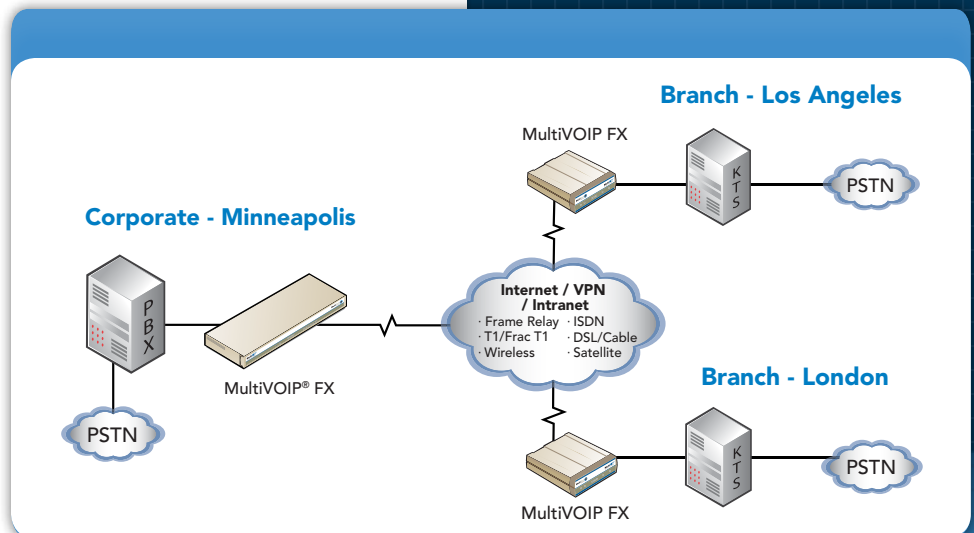 Branch - Los Angeles
MultiVOIP FX
KTS
PSTN
Corporate - Minneapolis
PBX
MultiVOIP® FX
PSTN
Internet / VPN
/ Intranet
· Frame Relay · ISDN
· T1/Frac T1 · DSL/Cable
· Wireless · Satellite
Branch - London
KTS
PSTN
MultiVOIP FX